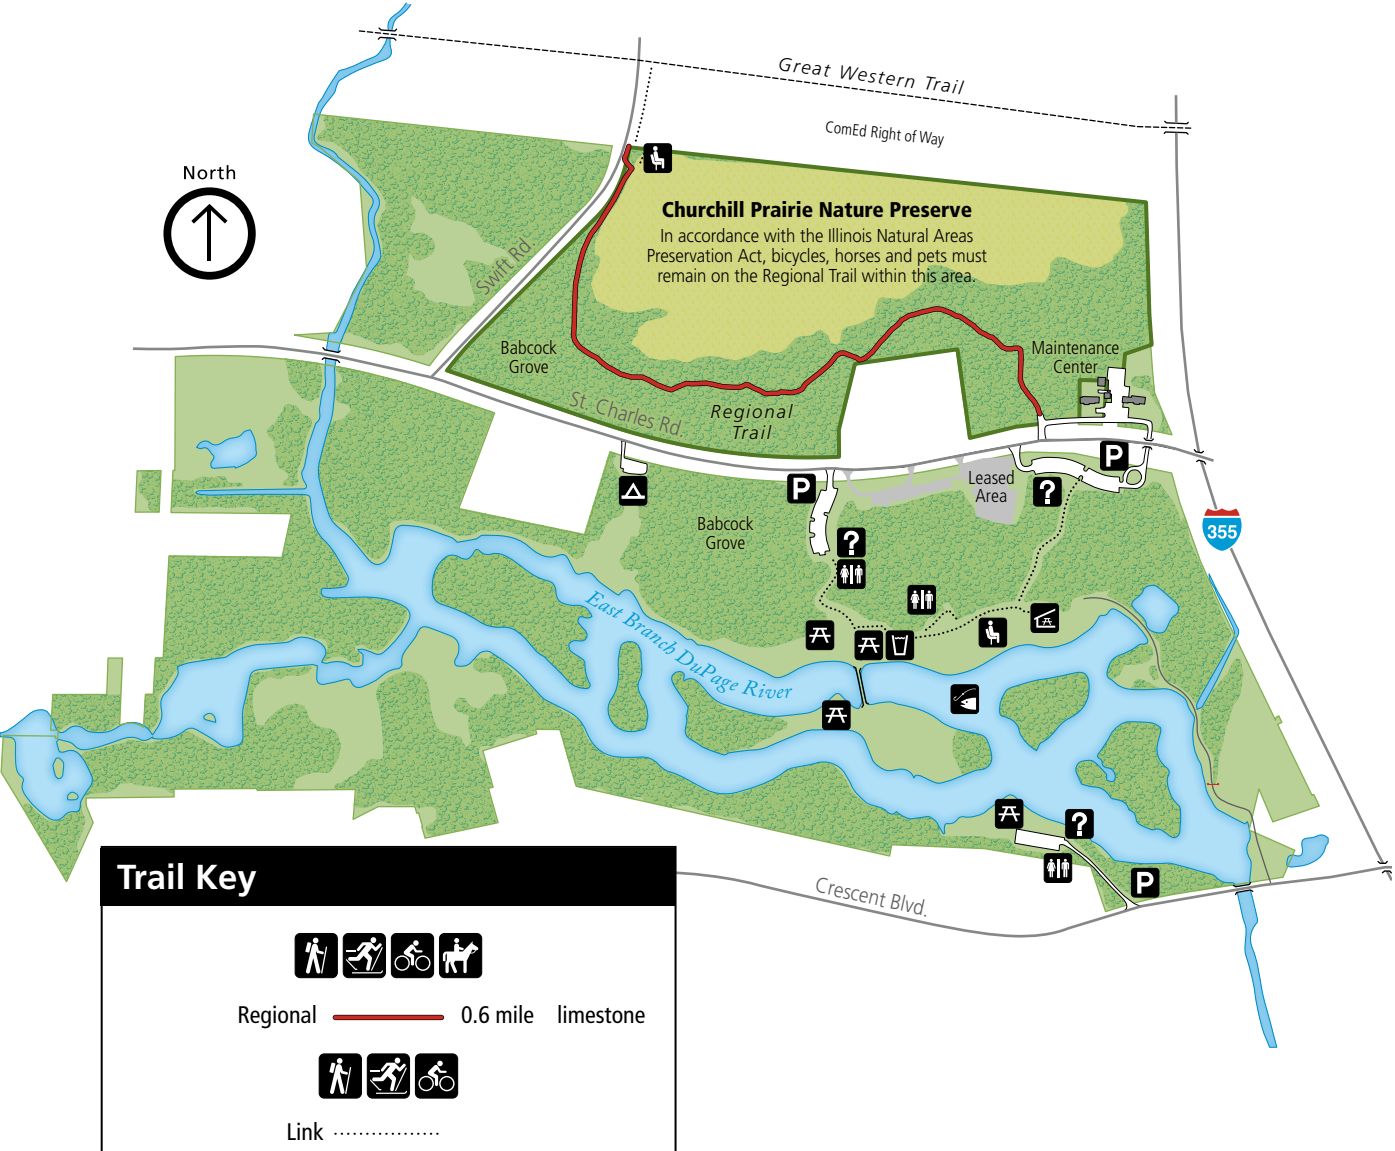 Great Western Trail
ComEd Right of Way
North
Churchill Prairie Nature Preserve
In accordance with the Illinois Natural Areas
Preservation Act, bicycles, horses and pets must
remain on the Regional Trail within this area.
Swift Rd.
Babcock
Grove
Maintenance
Center
St. Charles Rd.
Regional
Trail
P
P
Leased
Area
?
Babcock
Grove
?
355
East Branch DuPage River
?
P
Crescent Blvd.
Trail Key
Regional 0.6 mile limestone
Link